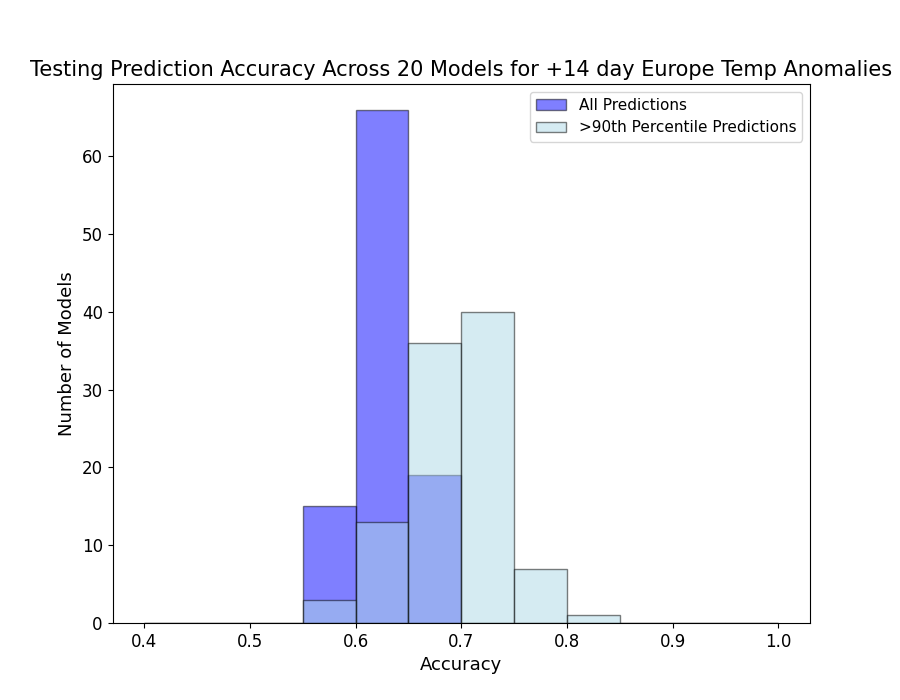 Testing Prediction Accuracy Across 20 Models for +14 day Europe Temp Anomalies
All Predictions
>90th Percentile Predictions
Number of Models
60
50
40
30
20
10
0
0.4 0.5 0.6 0.7 0.8 0.9 1.0
Accuracy